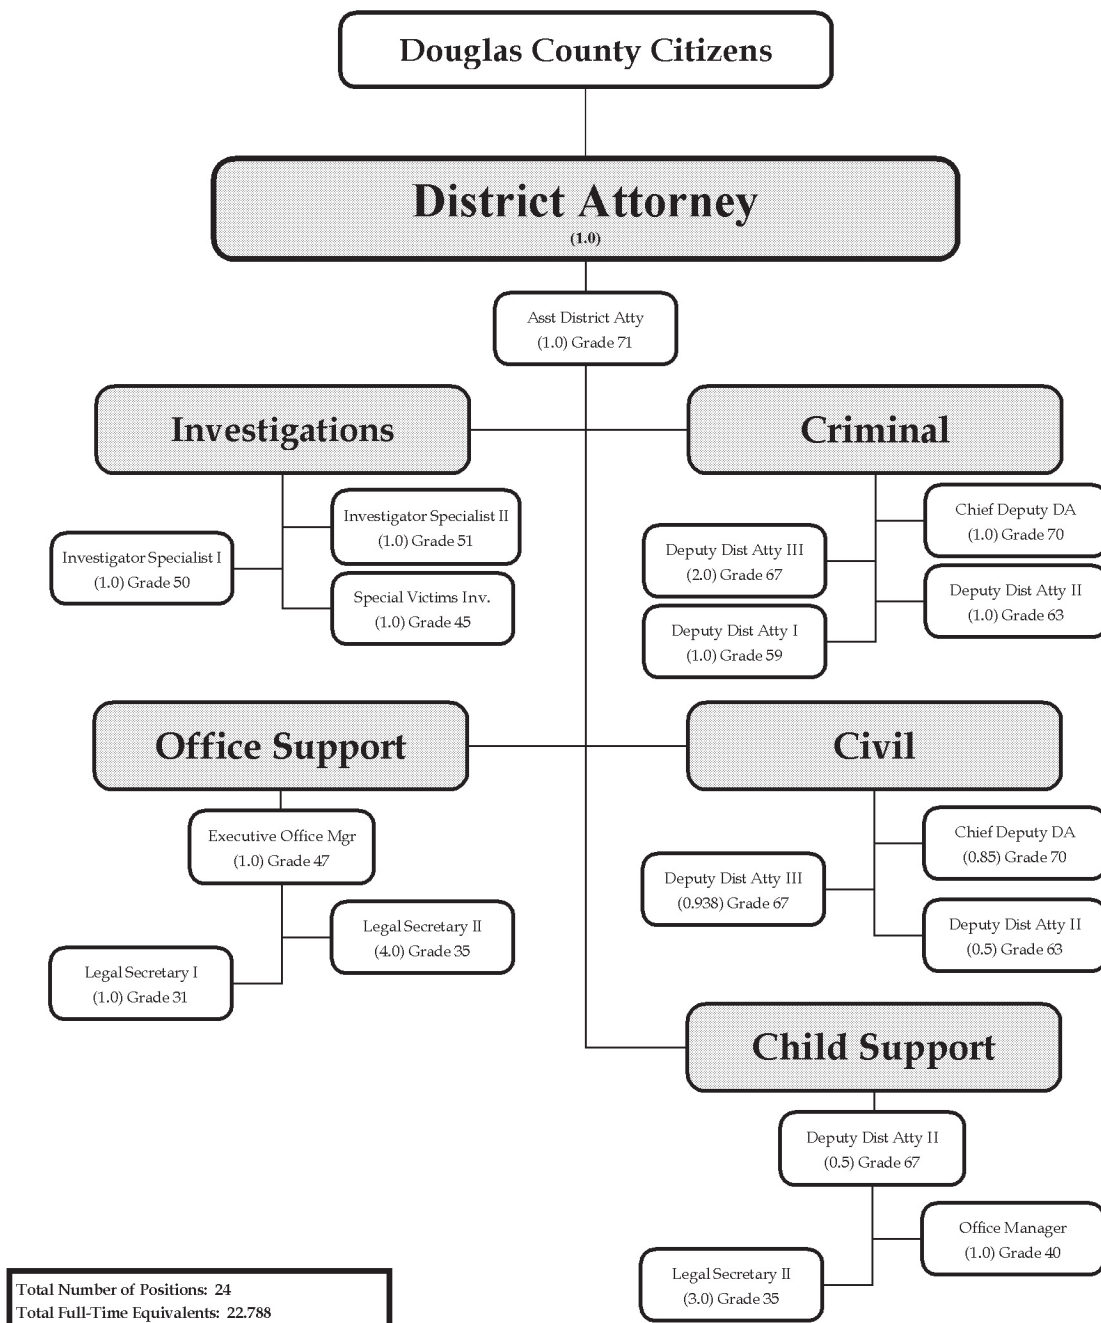 Douglas County Citizens
District Attorney
(1.0)
Asst District Atty
(1.0) Grade 71
Investigations
Investigator Specialist II
(1.0) Grade 51
Investigator Specialist I
(1.0) Grade 50
Special Victims Inv.
(1.0) Grade 45
Criminal
Chief Deputy DA
(1.0) Grade 70
Deputy Dist Atty III
(2.0) Grade 67
Deputy Dist Atty II
(1.0) Grade 63
Deputy Dist Atty I
(1.0) Grade 59
Office Support
Executive Office Mgr
(1.0) Grade 47
Legal Secretary II
(4.0) Grade 35
Legal Secretary I
(1.0) Grade 31
Civil
Chief Deputy DA
(0.85) Grade 70
Deputy Dist Atty III
(0.938) Grade 67
Deputy Dist Atty II
(0.5) Grade 63
Child Support
Deputy Dist Atty II
(0.5) Grade 67
Office Manager
(1.0) Grade 40
Legal Secretary II
(3.0) Grade 35
Total Number of Positions: 24
Total Full-Time Equivalents: 22.788